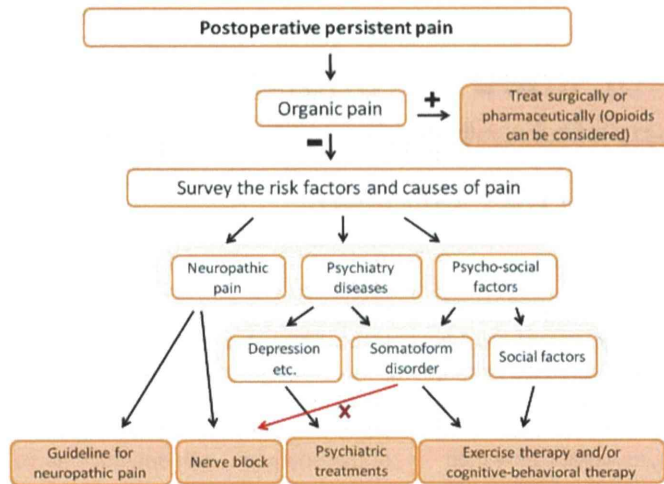 Postoperative persistent pain
Organic pain
+
Treat surgically or
pharmaceutically (Opioids
can be considered)
-
Survey the risk factors and causes of pain
Neuropathic
pain
Psychiatry
diseases
Psycho-social
factors
Depression
etc.
Somatoform
disorder
Social factors
X
Guideline for
neuropathic pain
Nerve block
Psychiatric
treatments
Exercise therapy and/or
cognitive-behavioral therapy